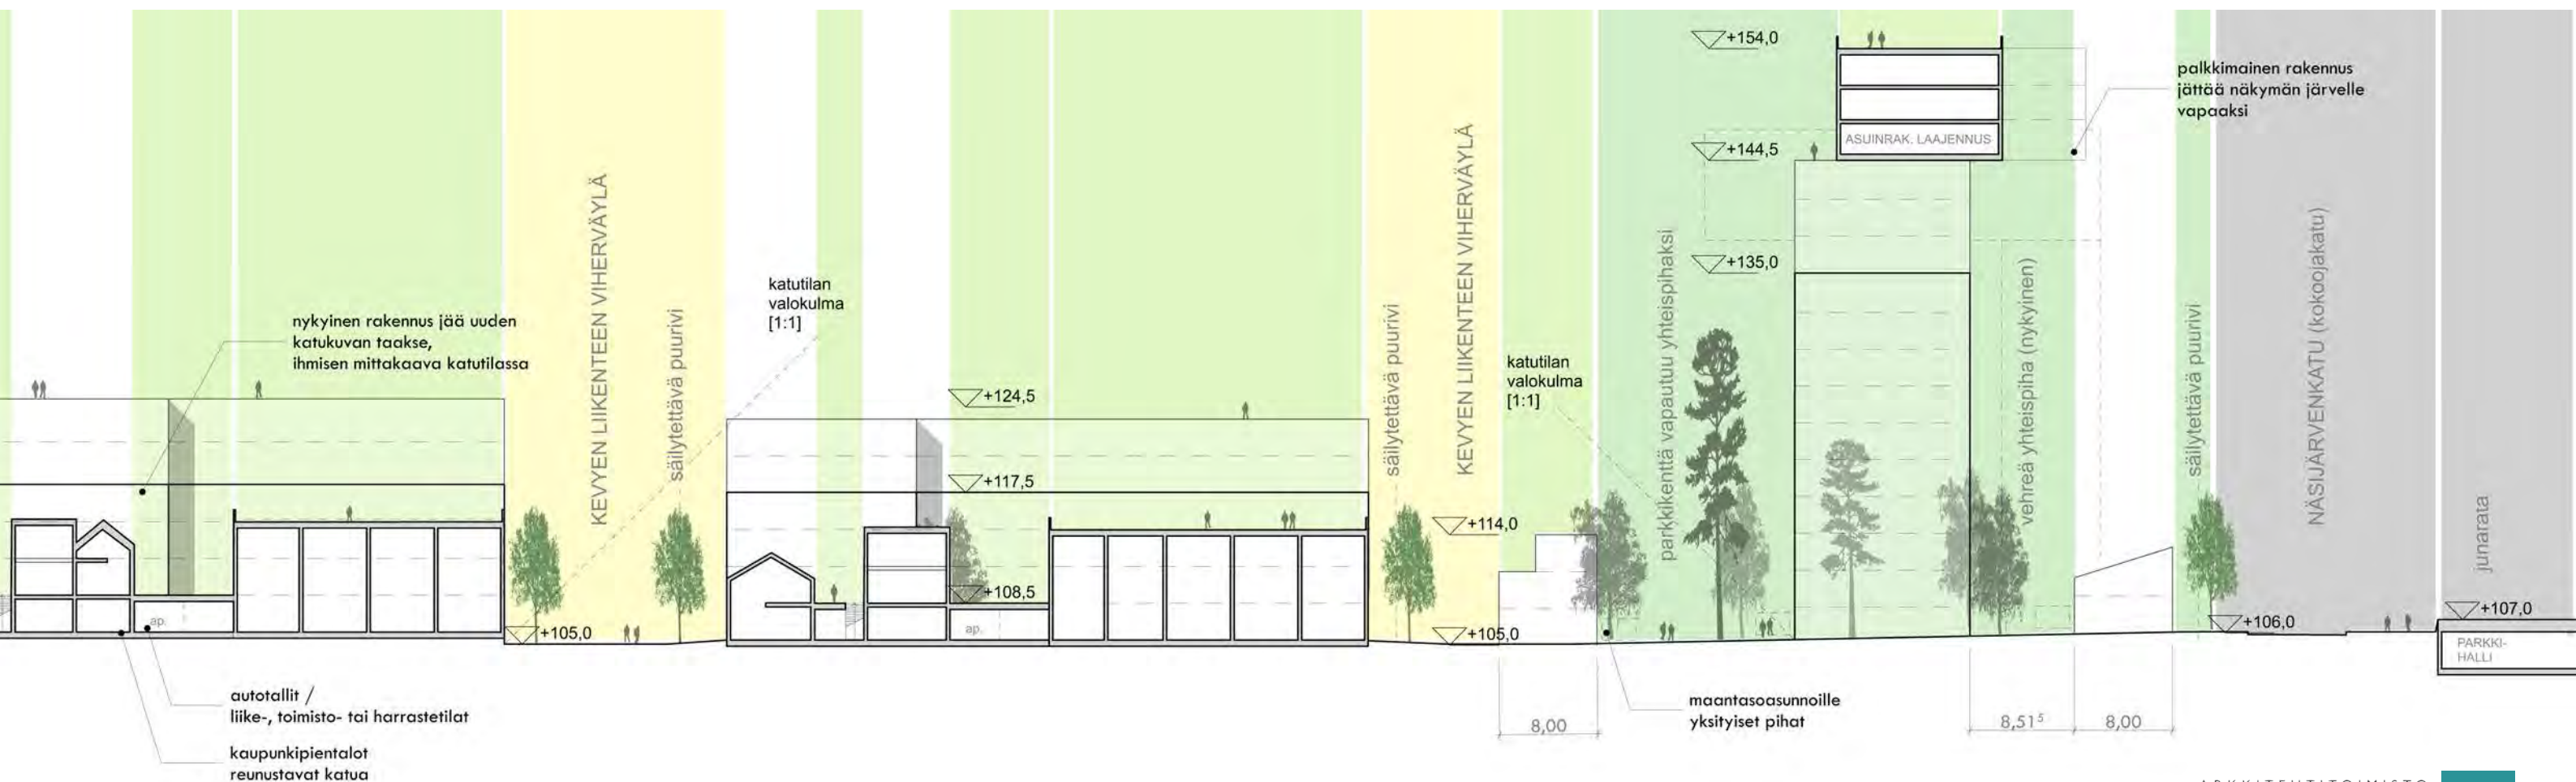 nykyinen rakennus jää uuden
katukuvan taakse,
ihmisen mittakaava katutilassa
ap.
autotallit /
liike-, toimisto- tai harrastetilat
kaupunkipientalot
reunustavat katua
KEVYEN LIIKENTEEN VIHERVÄYLÄ
säilytettävä puurivi
+105,0
katutilan
valokulma
[1:1]
+124,5
+117,5
+108,5
ap.
säilytettävä puurivi
KEVYEN LIIKENTEEN VIHERVÄYLÄ
+114,0
+105,0
katutilan
valokulma
[1:1]
8,00
parkkikenttä vapautuu yhteispihaksi
maantasoasunnoille
yksityiset pihat
+154,0
+144,5
+135,0
ASUINRAK. LAAJENNUS
vehreä yhteispiha (nykyinen)
8,51⁵
8,00
palkkimainen rakennus
jättää näkymän järvelle
vapaaksi
säilytettävä puurivi
+106,0
NÄSIJÄRVENKATU (kokoojakatu)
junarata
+107,0
PARKKI-
HALLI